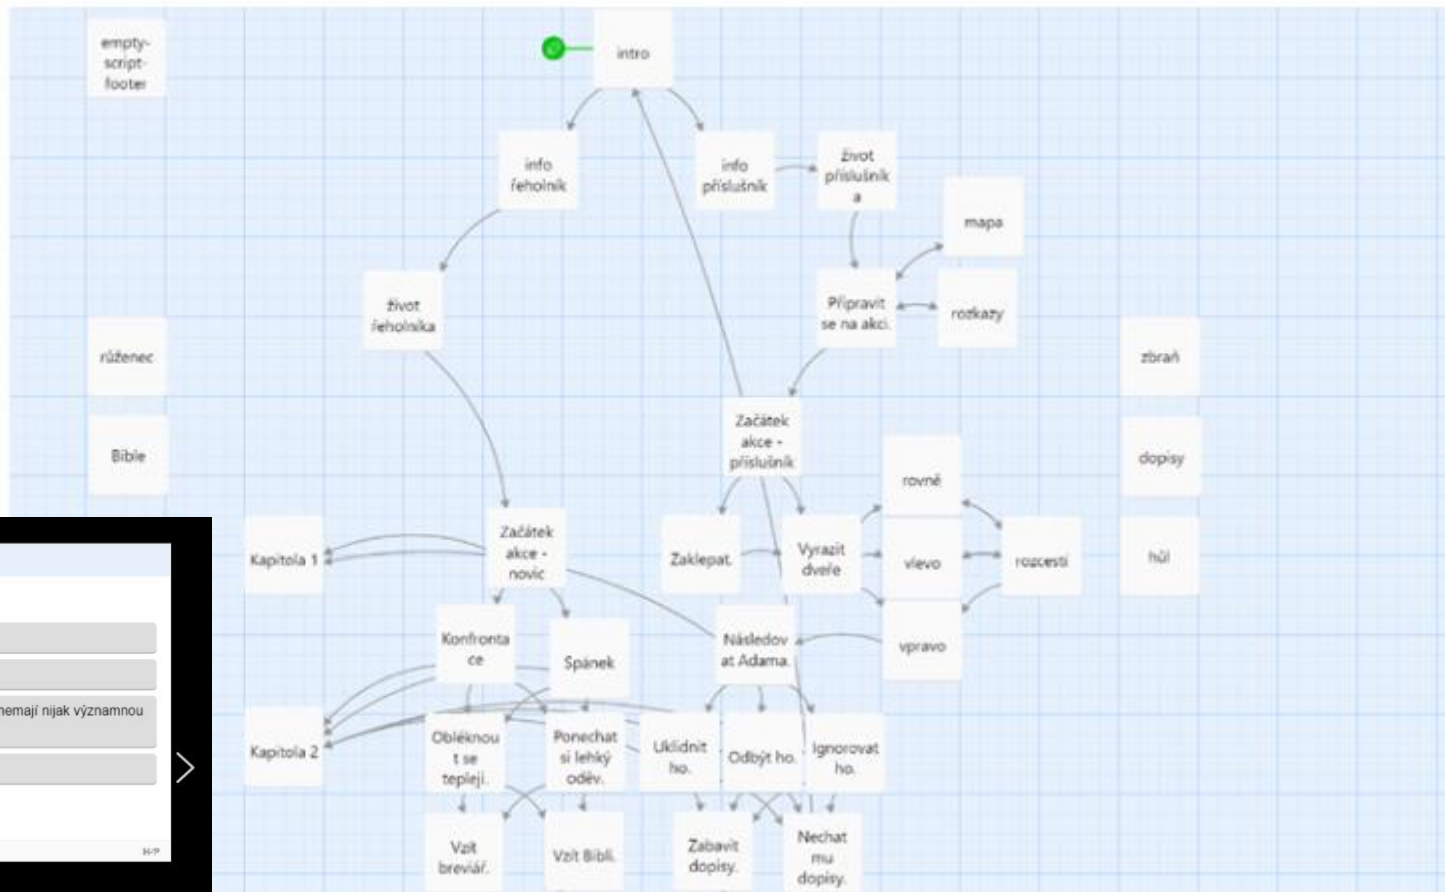 empty-
script-
footer
intro
info
řeholník
info
příslušník
život
příslušník
a
mapa
život
řeholníka
Připravit
se na akci.
rozkazy
růženec
zbraň
Bible
Začátek
akce -
příslušník
dopisy
rovně
Kapitola 1
Začátek
akce -
novic
Zaklepat.
Vyrazit
dveře
vlevo
rozcestí
hůl
Konfronta
ce
Spánek
Následov
at Adama.
vpravo
nemají nijak významnou
Kapitola 2
Obléknou
t se
tepleji.
Ponechat
si lehký
oděv.
Uklidnit
ho.
Odbýt ho.
Ignorovat
ho.
H-P
Vzít
breviář.
Vzít Bibli.
Zabavit
dopisy.
Nechat
mu
dopisy.